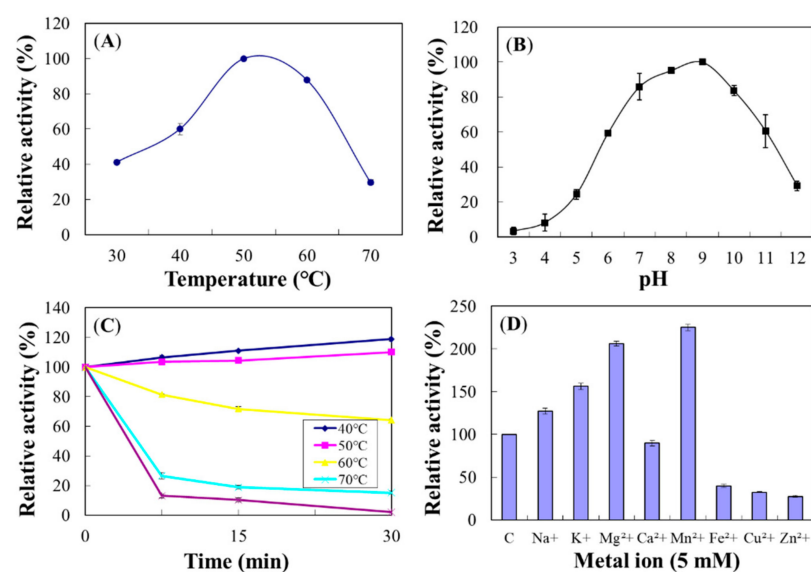 (A)
Relative activity (%)
120
100
80
60
40
20
0
30 40 50 60 70
Temperature (℃)
(B)
Relative activity (%)
120
100
80
60
40
20
0
3 4 5 6 7 8 9 10 11 12
pH
(C)
Relative activity (%)
140
120
100
80
60
40
20
0
40℃
50℃
60℃
70℃
0 15 30
Time (min)
(D)
Relative activity (%)
250
200
150
100
50
0
C Na+ K+ Mg²+ Ca²+ Mn²+ Fe²+ Cu²+ Zn²+
Metal ion (5 mM)